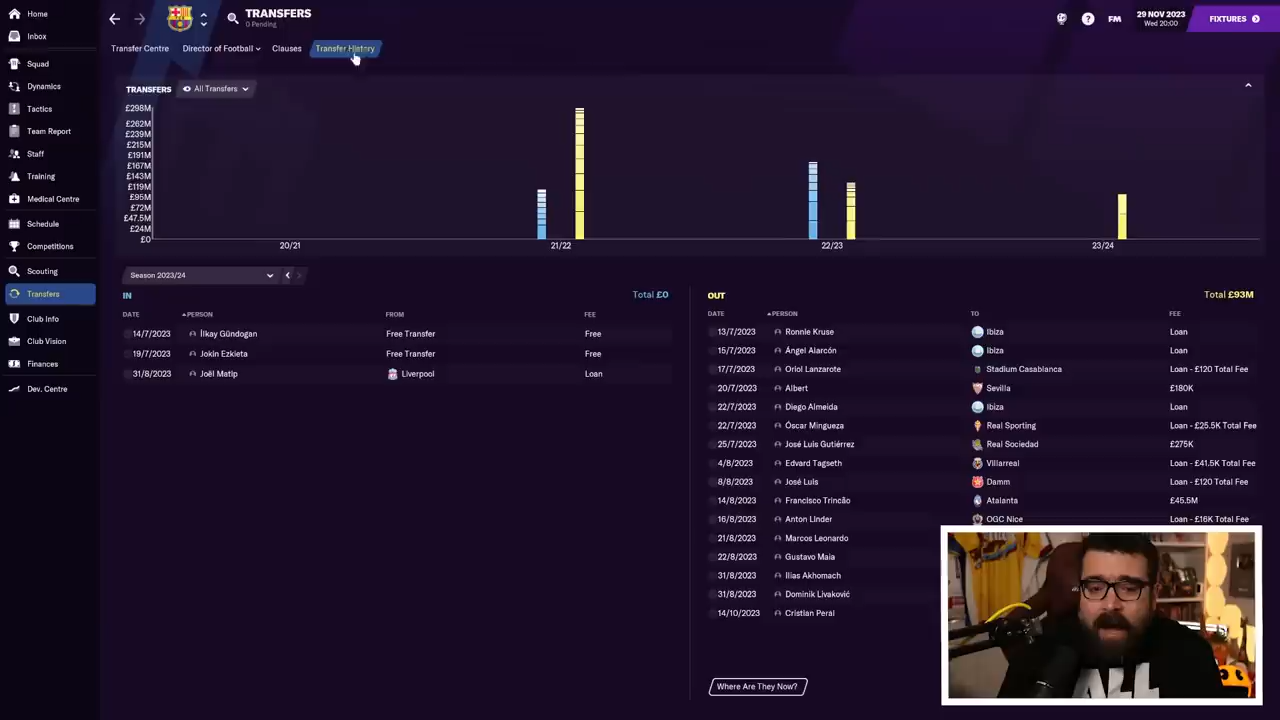 Home
Inbox
Squad
Dynamics
Tactics
Team Report
Staff
Training
Medical Centre
Schedule
Competitions
Scouting
Transfers
Club Info
Club Vision
Finances
Dev. Centre
TRANSFERS
0 Pending
FM
29 NOV 2023
Wed 20:00
FIXTURES
Transfer Centre
Director of Football
Clauses
Transfer History
TRANSFERS
All Transfers
£298M
£262M
£239M
£215M
£191M
£167M
£143M
£119M
£95M
£72M
£47.5M
£24M
£0
20/21 21/22 22/23 23/24
Season 2023/24
IN Total £0
DATE PERSON FROM FEE
14/7/2023 İlkay Gündogan Free Transfer Free
19/7/2023 Jokin Ezkieta Free Transfer Free
31/8/2023 Joël Matip Liverpool Loan
OUT Total £93M
DATE PERSON TO FEE
13/7/2023 Ronnie Kruse Ibiza Loan
15/7/2023 Ángel Alarcón Ibiza Loan
17/7/2023 Oriol Lanzarote Stadium Casablanca Loan - £120 Total Fee
20/7/2023 Albert Sevilla £180K
22/7/2023 Diego Almeida Ibiza Loan
22/7/2023 Óscar Mingueza Real Sporting Loan - £25.5K Total Fee
25/7/2023 José Luis Gutiérrez Real Sociedad £275K
4/8/2023 Edvard Tagseth Villarreal Loan - £41.5K Total Fee
8/8/2023 José Luis Damm Loan - £120 Total Fee
14/8/2023 Francisco Trincão Atalanta £45.5M
16/8/2023 Anton Linder OGC Nice Loan - £16K Total Fee
21/8/2023 Marcos Leonardo
22/8/2023 Gustavo Maia
31/8/2023 Ilias Akhomach
31/8/2023 Dominik Livaković
14/10/2023 Cristian Peral
Where Are They Now?
ALL